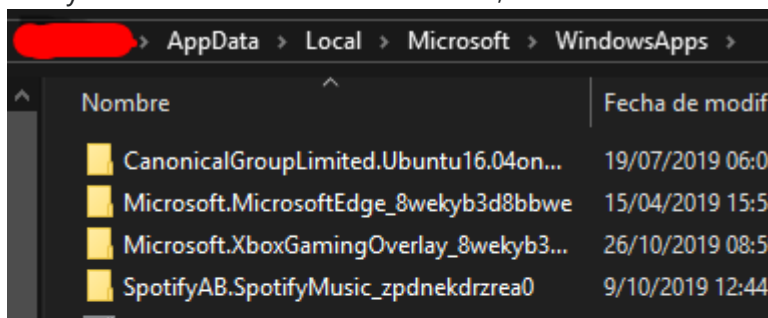 > AppData > Local > Microsoft > WindowsApps >
Nombre Fecha de modif
CanonicalGroupLimited.Ubuntu16.04on... 19/07/2019 06:0
Microsoft.MicrosoftEdge_8wekyb3d8bbwe 15/04/2019 15:5
Microsoft.XboxGamingOverlay_8wekyb3... 26/10/2019 08:5
SpotifyAB.SpotifyMusic_zpdnekdrzrea0 9/10/2019 12:44